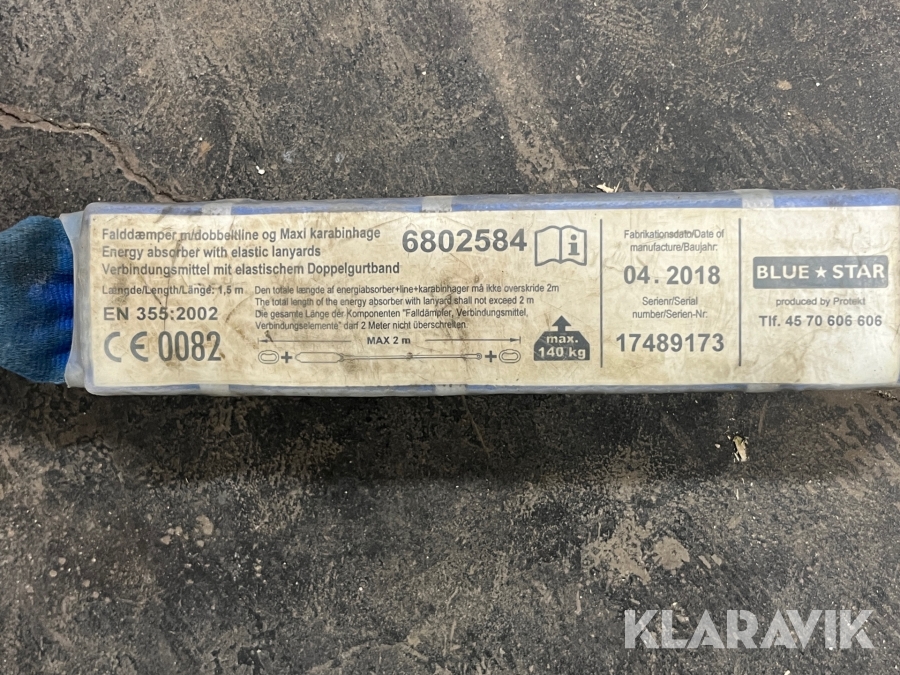 Falddæmper m/dobbeltline og Maxi karabinhage
Energy absorber with elastic lanyards
Verbindungsmittel mit elastischem Doppelgurtband
6802584
Længde/Length/Länge: 1,5 m
EN 355:2002
CE 0082
Den totale længde af energiabsorber+line+karabinhager må ikke overskride 2m
The total length of the energy absorber with lanyard shall not exceed 2 m
Die gesamte Länge der Komponenten "Falldämpfer, Verbindungsmittel,
Verbindungselemente" darf 2 Meter nicht überschreiten.
MAX 2 m
max.
140 kg
Fabrikationsdato/Date of
manufacture/Baujahr:
04.2018
Serienr/Serial
number/Serien-Nr:
17489173
BLUE★STAR
produced by Protekt
Tlf. 45 70 606 606
KLARAVIK